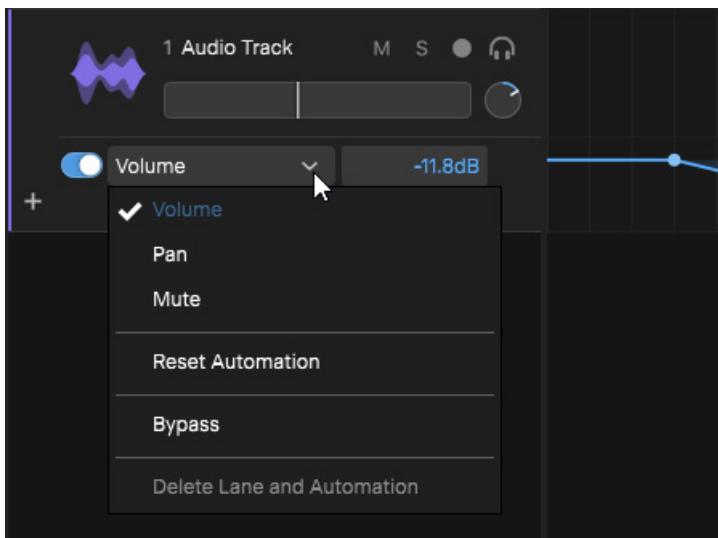 1 Audio Track M S
Volume -11.8dB
+
Volume
Pan
Mute
Reset Automation
Bypass
Delete Lane and Automation